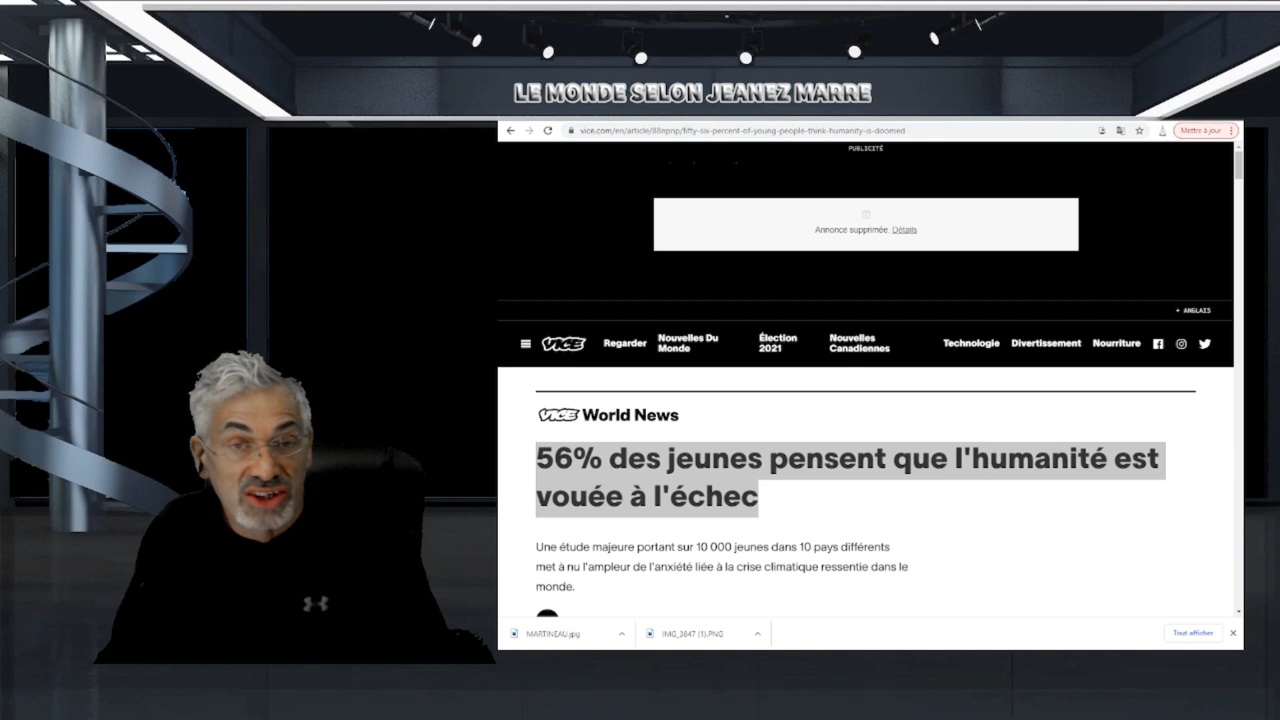 LE MONDE SELON JEANEZ MARRE
vice.com/en/article/88npnp/fifty-six-percent-of-young-people-think-humanity-is-doomed
Mettre à jour
PUBLICITÉ
Annonce supprimée. Détails
+ ANGLAIS
VICE Regarder Nouvelles Du Monde Élection 2021 Nouvelles Canadiennes Technologie Divertissement Nourriture
VICE World News
56% des jeunes pensent que l'humanité est
vouée à l'échec
Une étude majeure portant sur 10 000 jeunes dans 10 pays différents
met à nu l'ampleur de l'anxiété liée à la crise climatique ressentie dans le
monde.
MARTINEAU.jpg IMG_3847 (1).PNG Tout afficher